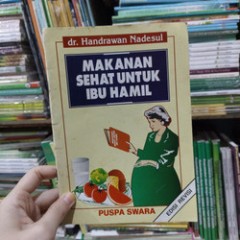 dr. Handrawan Nadesul
MAKANAN
SEHAT UNTUK
IBU HAMIL
PUSPA SWARA
EDISI REVISI